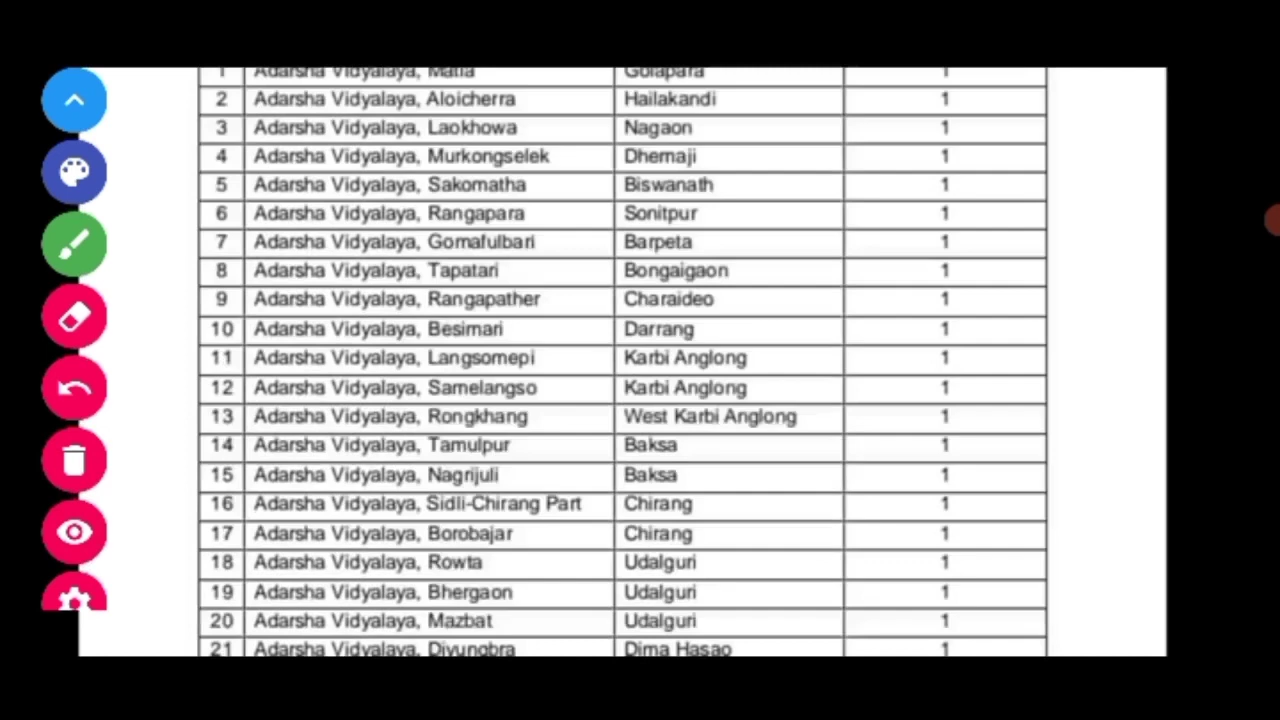 1 Adarsha Vidyalaya, Matia Golapara 1
2 Adarsha Vidyalaya, Aloicherra Hailakandi 1
3 Adarsha Vidyalaya, Laokhowa Nagaon 1
4 Adarsha Vidyalaya, Murkongselek Dhemaji 1
5 Adarsha Vidyalaya, Sakomatha Biswanath 1
6 Adarsha Vidyalaya, Rangapara Sonitpur 1
7 Adarsha Vidyalaya, Gomafulbari Barpeta 1
8 Adarsha Vidyalaya, Tapatari Bongaigaon 1
9 Adarsha Vidyalaya, Rangapather Charaideo 1
10 Adarsha Vidyalaya, Besimari Darrang 1
11 Adarsha Vidyalaya, Langsomepi Karbi Anglong 1
12 Adarsha Vidyalaya, Samelangso Karbi Anglong 1
13 Adarsha Vidyalaya, Rongkhang West Karbi Anglong 1
14 Adarsha Vidyalaya, Tamulpur Baksa 1
15 Adarsha Vidyalaya, Nagrijuli Baksa 1
16 Adarsha Vidyalaya, Sidli-Chirang Part Chirang 1
17 Adarsha Vidyalaya, Borobajar Chirang 1
18 Adarsha Vidyalaya, Rowta Udalguri 1
19 Adarsha Vidyalaya, Bhergaon Udalguri 1
20 Adarsha Vidyalaya, Mazbat Udalguri 1
21 Adarsha Vidyalaya, Diyungbra Dima Hasao 1